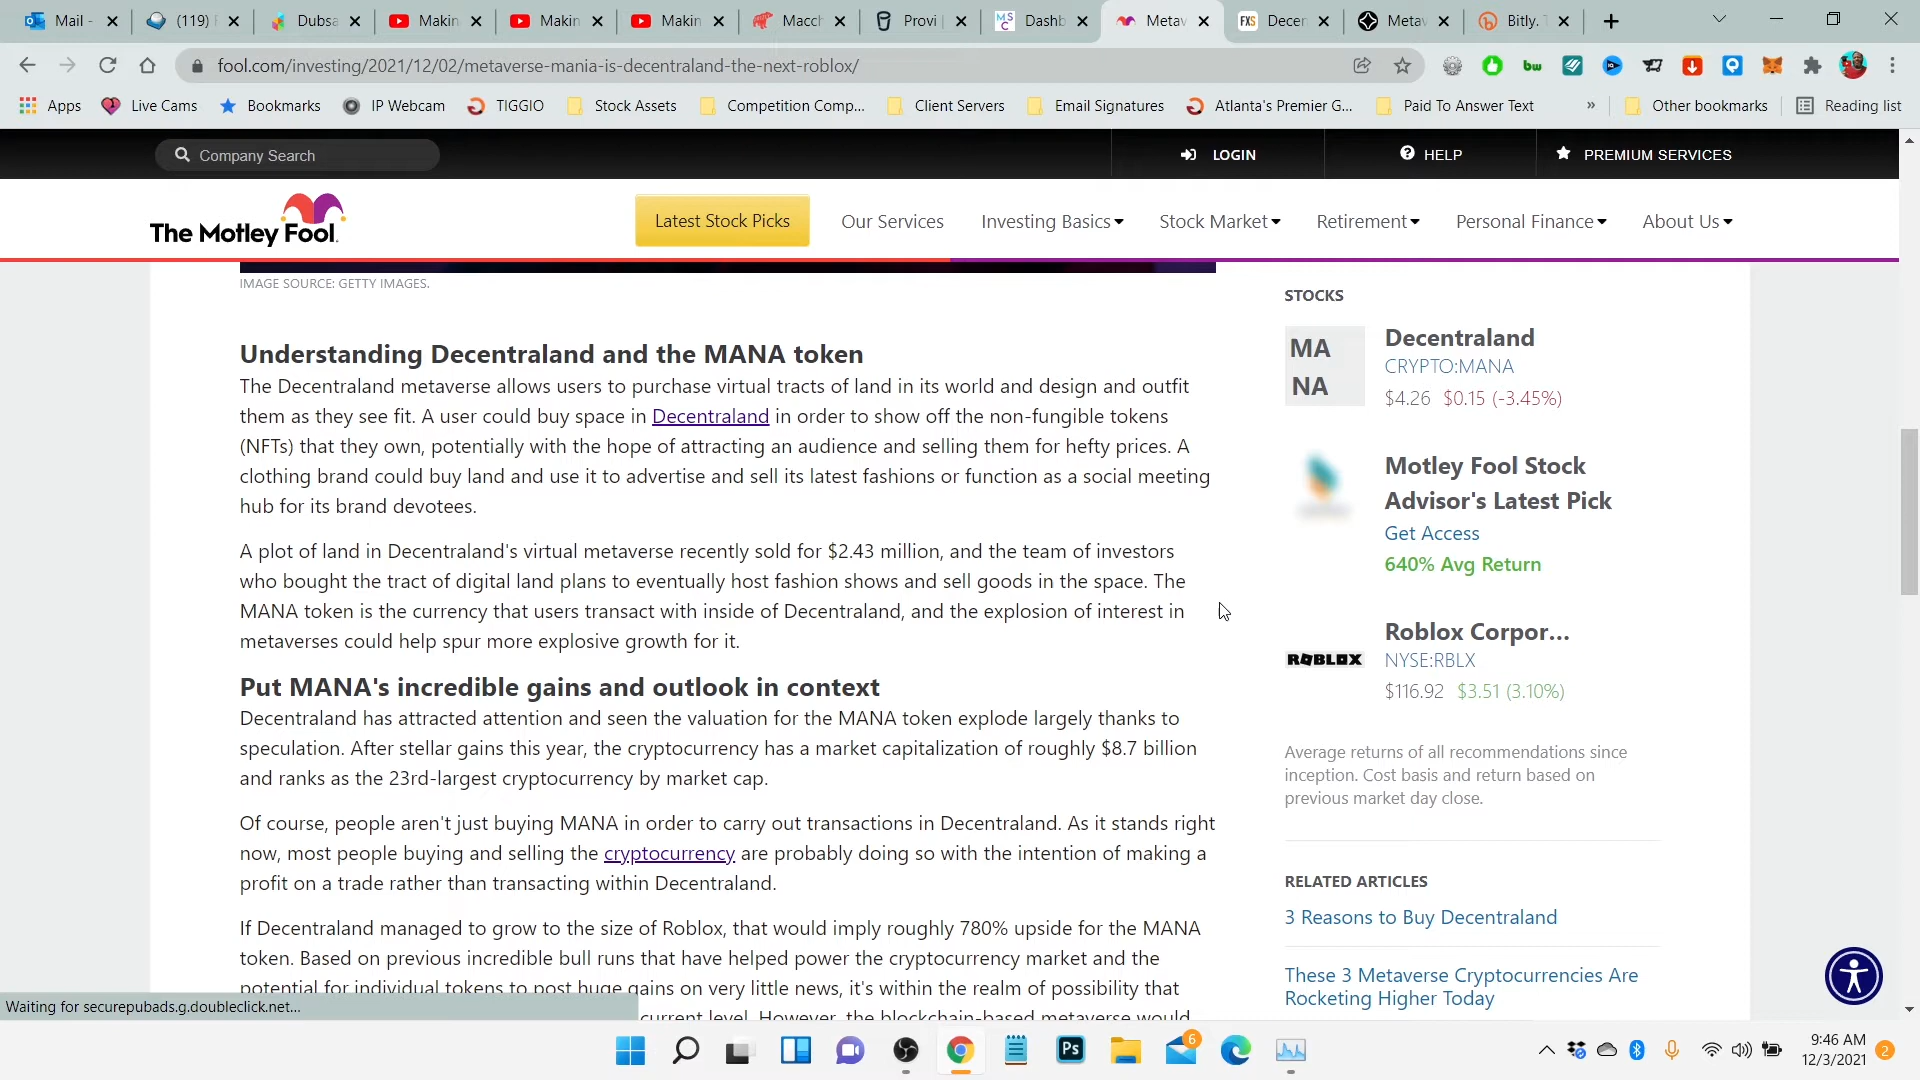 Mail -
(119)
Dubsa
Makin
Makin
Makin
Macch
Provi |
Dashb
Metav
FXS Decen
Metav
Bitly. T
fool.com/investing/2021/12/02/metaverse-mania-is-decentraland-the-next-roblox/
Apps
Live Cams
Bookmarks
IP Webcam
TIGGIO
Stock Assets
Competition Comp...
Client Servers
Email Signatures
Atlanta's Premier G...
Paid To Answer Text
»
Other bookmarks
Reading list
Company Search
LOGIN
HELP
PREMIUM SERVICES
The Motley Fool.
Latest Stock Picks
Our Services
Investing Basics
Stock Market
Retirement
Personal Finance
About Us
IMAGE SOURCE: GETTY IMAGES.
Understanding Decentraland and the MANA token
The Decentraland metaverse allows users to purchase virtual tracts of land in its world and design and outfit
them as they see fit. A user could buy space in Decentraland in order to show off the non-fungible tokens
(NFTs) that they own, potentially with the hope of attracting an audience and selling them for hefty prices. A
clothing brand could buy land and use it to advertise and sell its latest fashions or function as a social meeting
hub for its brand devotees.
A plot of land in Decentraland's virtual metaverse recently sold for $2.43 million, and the team of investors
who bought the tract of digital land plans to eventually host fashion shows and sell goods in the space. The
MANA token is the currency that users transact with inside of Decentraland, and the explosion of interest in
metaverses could help spur more explosive growth for it.
Put MANA's incredible gains and outlook in context
Decentraland has attracted attention and seen the valuation for the MANA token explode largely thanks to
speculation. After stellar gains this year, the cryptocurrency has a market capitalization of roughly $8.7 billion
and ranks as the 23rd-largest cryptocurrency by market cap.
Of course, people aren't just buying MANA in order to carry out transactions in Decentraland. As it stands right
now, most people buying and selling the cryptocurrency are probably doing so with the intention of making a
profit on a trade rather than transacting within Decentraland.
If Decentraland managed to grow to the size of Roblox, that would imply roughly 780% upside for the MANA
token. Based on previous incredible bull runs that have helped power the cryptocurrency market and the
potential for individual tokens to post huge gains on very little news, it's within the realm of possibility that
current level. However, the blockchain-based metaverse would
STOCKS
MA
NA
Decentraland
CRYPTO:MANA
$4.26 $0.15 (-3.45%)
Motley Fool Stock
Advisor's Latest Pick
Get Access
640% Avg Return
ROBLOX
Roblox Corpor...
NYSE:RBLX
$116.92 $3.51 (3.10%)
Average returns of all recommendations since
inception. Cost basis and return based on
previous market day close.
RELATED ARTICLES
3 Reasons to Buy Decentraland
These 3 Metaverse Cryptocurrencies Are
Rocketing Higher Today
Waiting for securepubads.g.doubleclick.net...
Ps
6
9:46 AM
12/3/2021
2